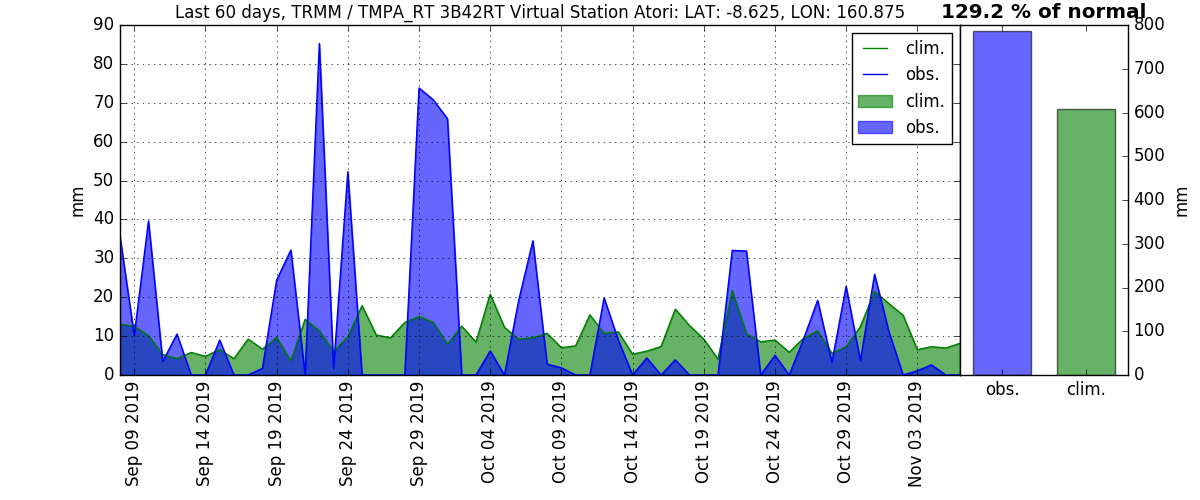 Last 60 days, TRMM / TMPA_RT 3B42RT Virtual Station Atori: LAT: -8.625, LON: 160.875
129.2 % of normal
90
80
70
60
50
40
30
20
10
0
mm
clim.
obs.
clim.
obs.
Sep 09 2019
Sep 14 2019
Sep 19 2019
Sep 24 2019
Sep 29 2019
Oct 04 2019
Oct 09 2019
Oct 14 2019
Oct 19 2019
Oct 24 2019
Oct 29 2019
Nov 03 2019
800
700
600
500
400
300
200
100
0
mm
obs.
clim.